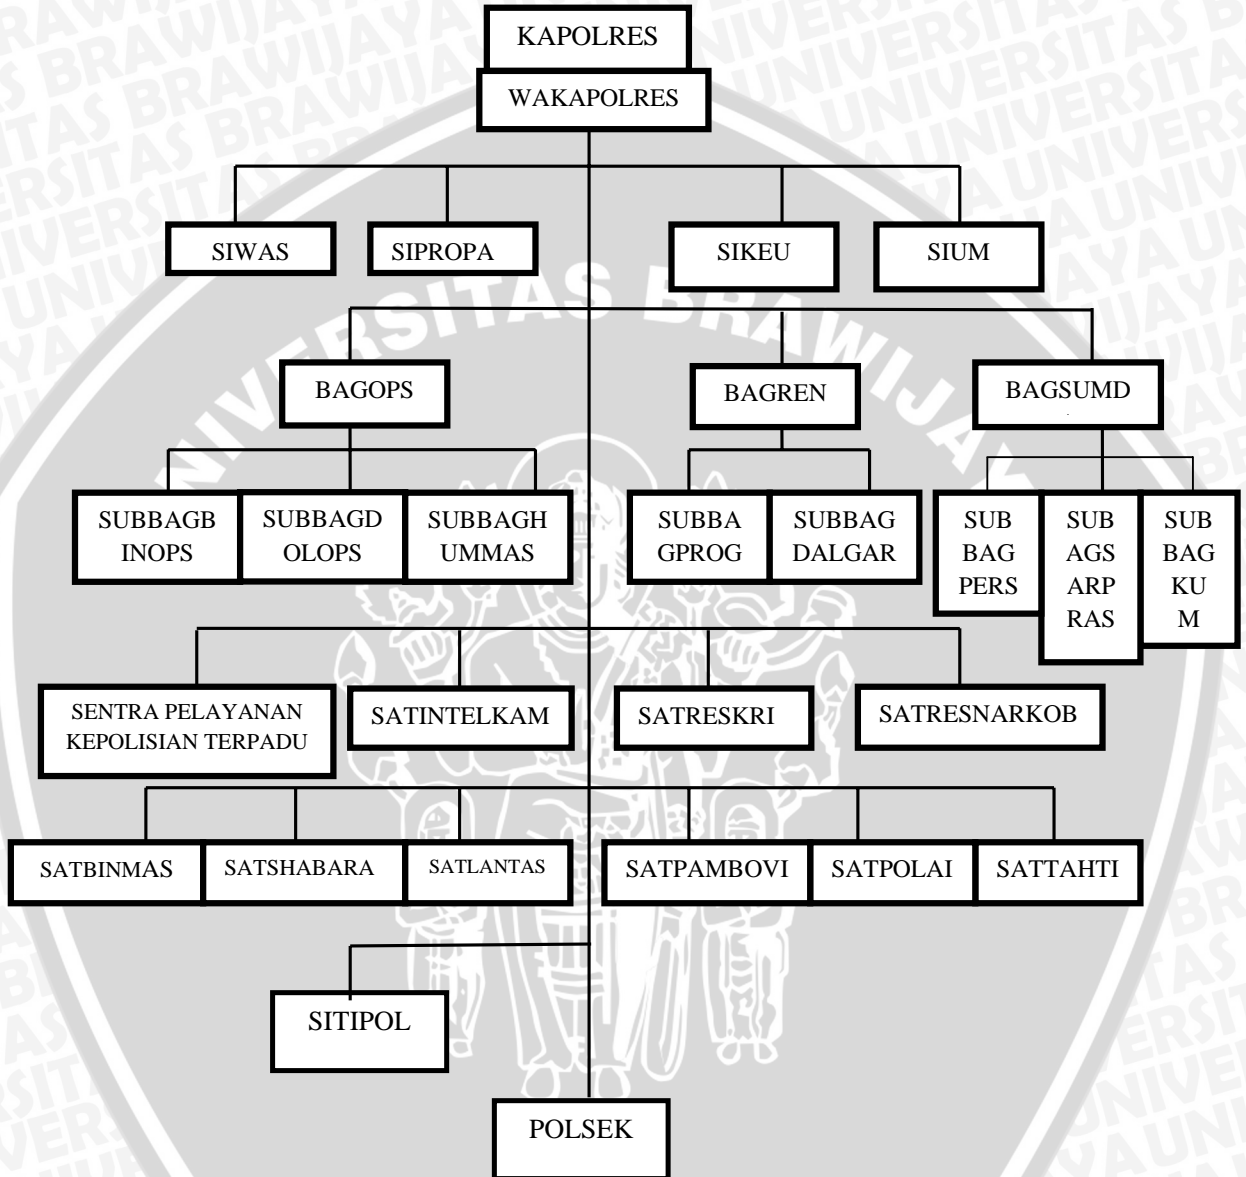 KAPOLRES
WAKAPOLRES
SIWAS
SIPROPA
SIKEU
SIUM
UNIVERSITAS BRAWIJAYA
BAGOPS
BAGREN
BAGSUMD
SUBBAGB
INOPS
SUBBAGD
OLOPS
SUBBAGH
UMMAS
SUBBA
GPROG
SUBBAG
DALGAR
SUB
BAG
PERS
SUB
AGS
ARP
RAS
SUB
BAG
KU
M
SENTRA PELAYANAN
KEPOLISIAN TERPADU
SATINTELKAM
SATRESKRI
SATRESNARKOB
SATBINMAS
SATSHABARA
SATLANTAS
SATPAMBOVI
SATPOLAI
SATTAHTI
SITIPOL
POLSEK